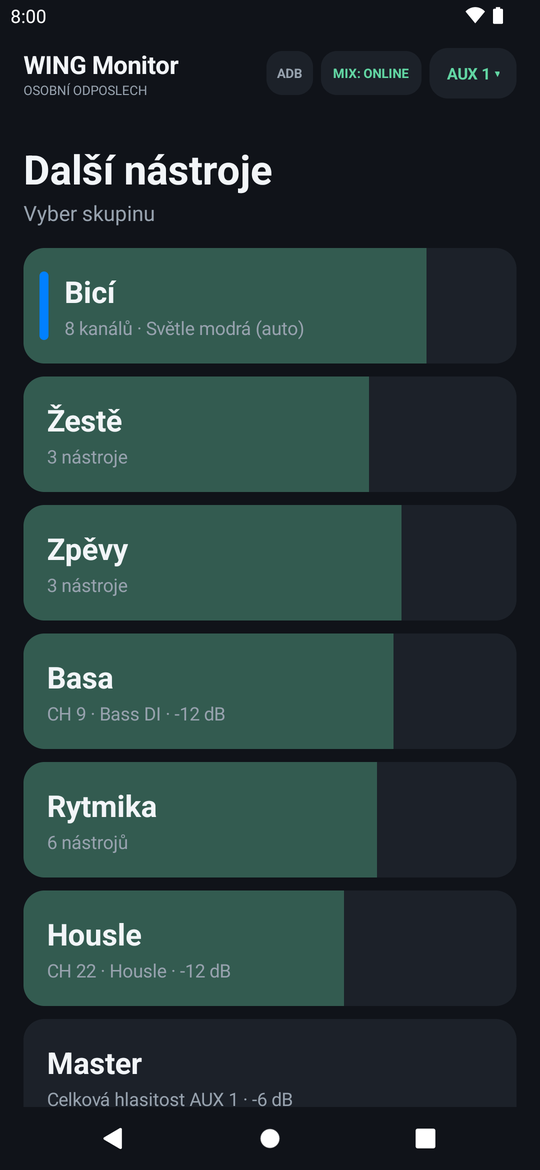 8:00
WING Monitor
OSOBNÍ ODPOSLECH
ADB
MIX: ONLINE
AUX 1 ▾
Další nástroje
Vyber skupinu
Bicí
8 kanálů · Světle modrá (auto)
Žestě
3 nástroje
Zpěvy
3 nástroje
Basa
CH 9 · Bass DI · -12 dB
Rytmika
6 nástrojů
Housle
CH 22 · Housle · -12 dB
Master
Celková hlasitost AUX 1 · -6 dB